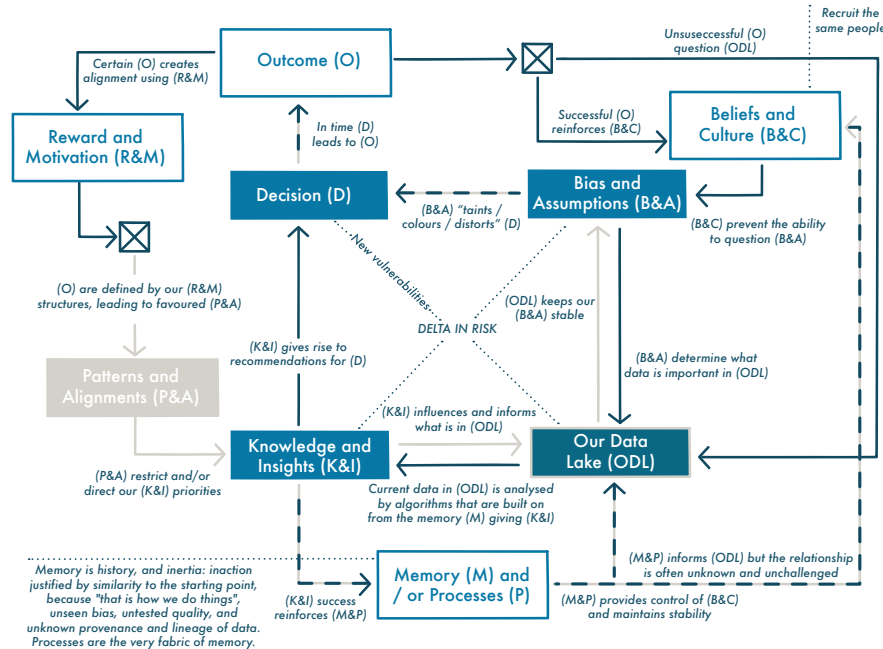 Recruit the
same people
Unsuseccessful (O)
question (ODL)
Certain (O) creates
alignment using (R&M)
Outcome (O)
Beliefs and
Culture (B&C)
Successful (O)
reinforces (B&C)
Reward and
Motivation (R&M)
In time (D)
leads to (O)
Decision (D)
Bias and
Assumptions (B&A)
(B&A) “taints /
colours / distorts” (D)
(B&C) prevent the ability
to question (B&A)
New vulnerabilities
(O) are defined by our (R&M)
structures, leading to favoured (P&A)
(ODL) keeps our
(B&A) stable
DELTA IN RISK
(K&I) gives rise to
recommendations for (D)
(B&A) determine what
data is important in (ODL)
Patterns and
Alignments (P&A)
(K&I) influences and informs
what is in (ODL)
Knowledge and
Insights (K&I)
Our Data
Lake (ODL)
(P&A) restrict and/or
direct our (K&I) priorities
Current data in (ODL) is analysed
by algorithms that are built on
from the memory (M) giving (K&I)
Memory is history, and inertia: inaction
justified by similarity to the starting point,
because "that is how we do things",
unseen bias, untested quality, and
unknown provenance and lineage of data.
Processes are the very fabric of memory.
(K&I) success
reinforces (M&P)
Memory (M) and
/ or Processes (P)
(M&P) informs (ODL) but the relationship
is often unknown and unchallenged
(M&P) provides control of (B&C)
and maintains stability